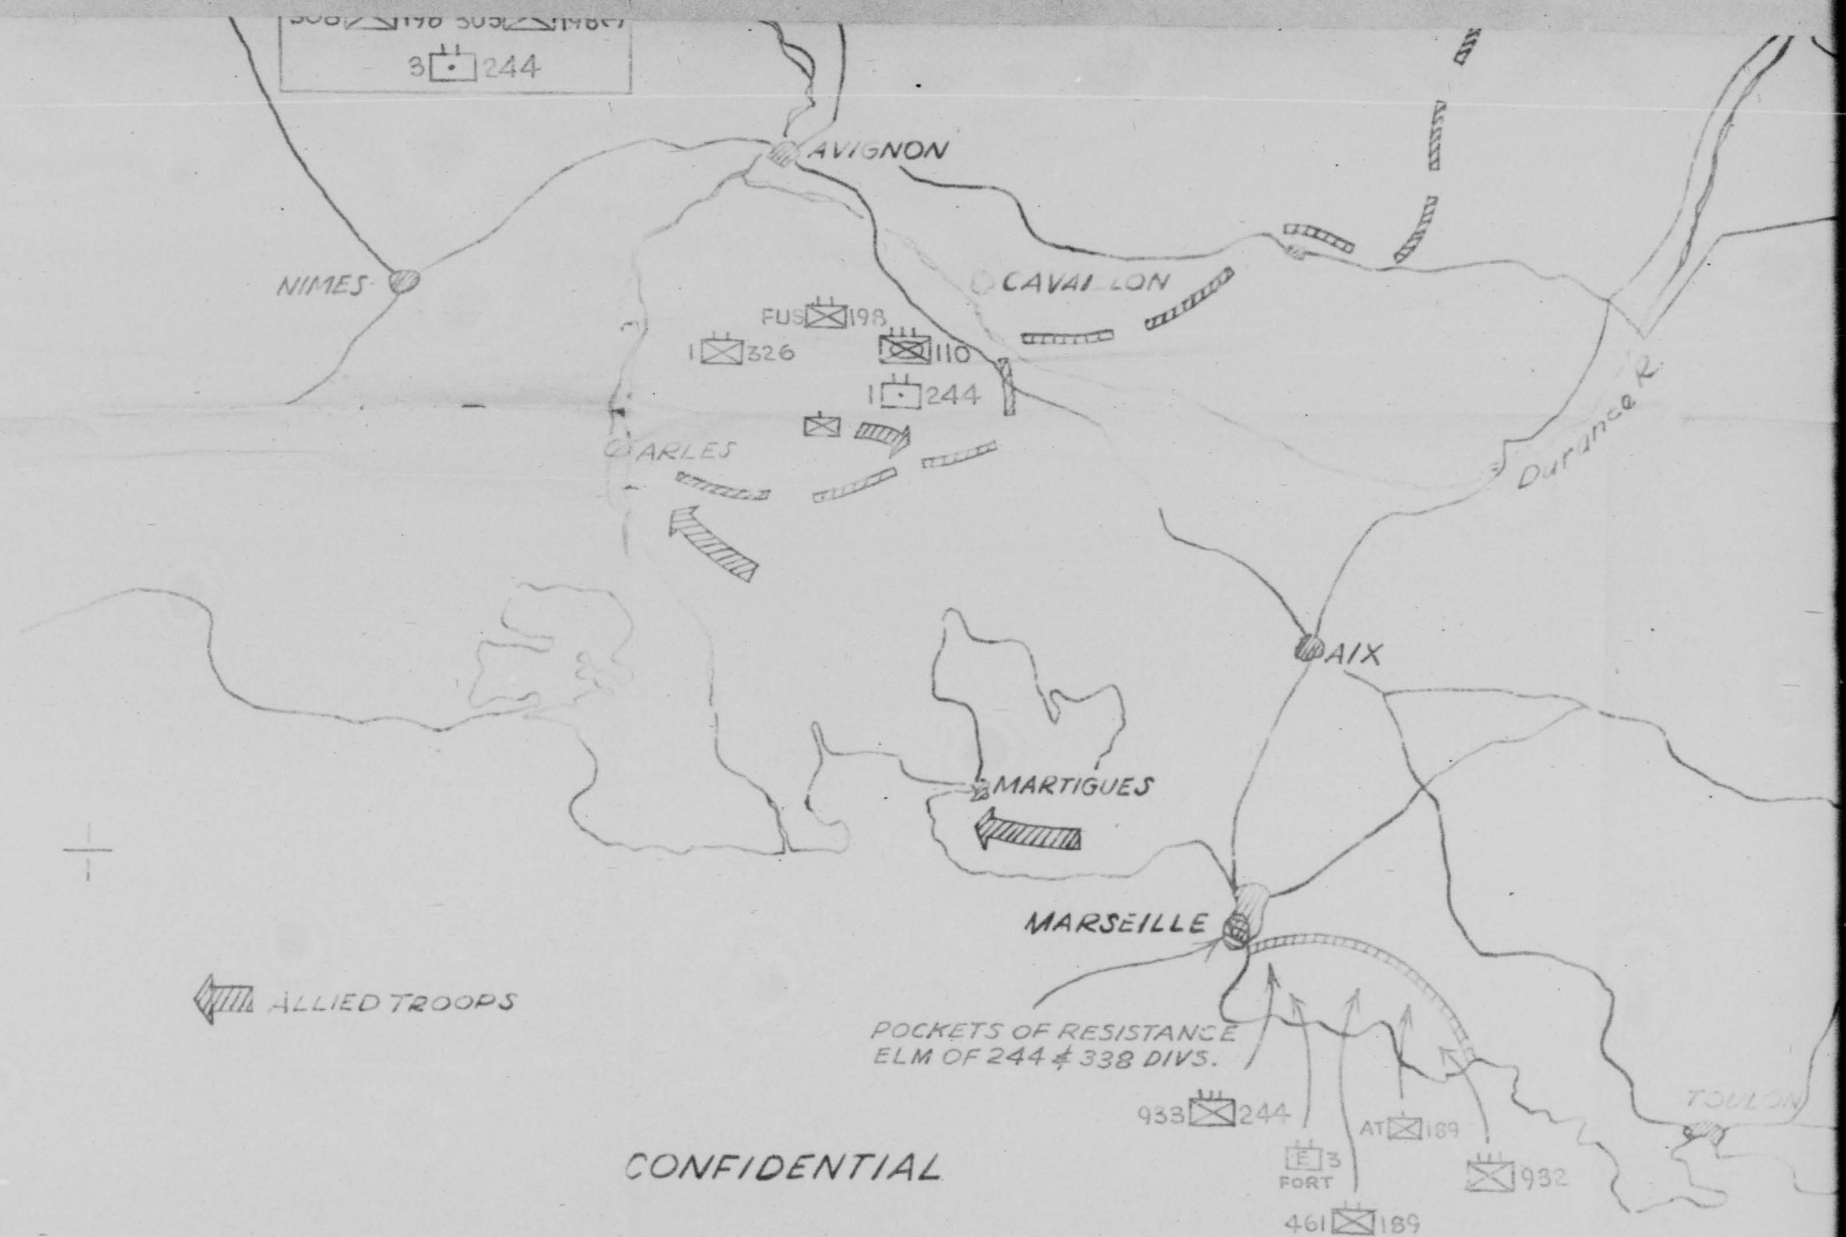 3 244
AVIGNON
NIMES
CAVAILLON
FUS 198
1 326
110
1 244
ARLES
Durance R.
AIX
MARTIGUES
MARSEILLE
ALLIED TROOPS
POCKETS OF RESISTANCE
ELM OF 244 & 338 DIVS.
933 244
TOULON
AT 189
E 3
FORT
932
CONFIDENTIAL
461 189